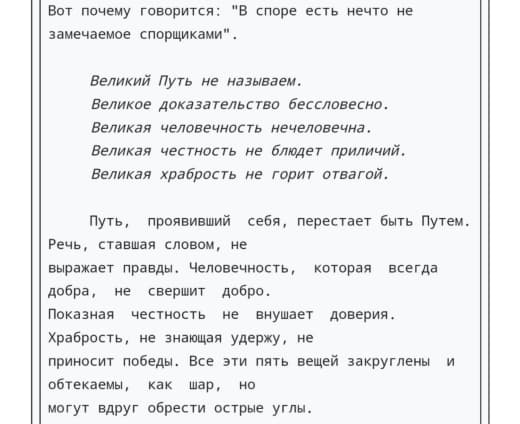 Вот почему говорится: "В споре есть нечто не
замечаемое спорщиками".
Великий Путь не называем.
Великое доказательство бессловесно.
Великая человечность нечеловечна.
Великая честность не блюдет приличий.
Великая храбрость не горит отвагой.
Путь, проявивший себя, перестает быть Путем.
Речь, ставшая словом, не
выражает правды. Человечность, которая всегда
добра, не свершит добро.
Показная честность не внушает доверия.
Храбрость, не знающая удержу, не
приносит победы. Все эти пять вещей закруглены и
обтекаемы, как шар, но
могут вдруг обрести острые углы.